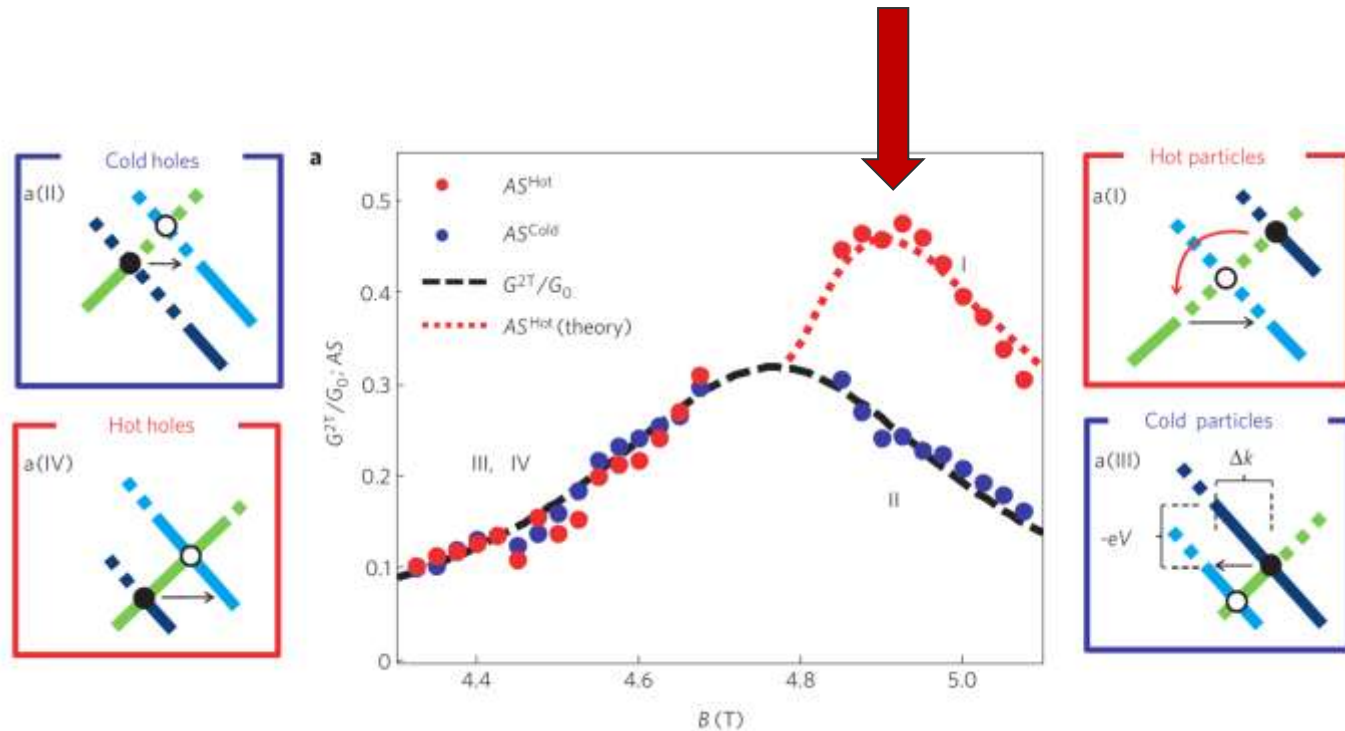 Cold holes
a(II)
Hot holes
a(IV)
a
AS^Hot
AS^Cold
G^2T/G_0
AS^Hot (theory)
G^2T/G_0; AS
0.5
0.4
0.3
0.2
0.1
0
4.4
4.6
4.8
5.0
B (T)
III, IV
I
II
Hot particles
a(I)
Cold particles
a(III)
Δk
-eV